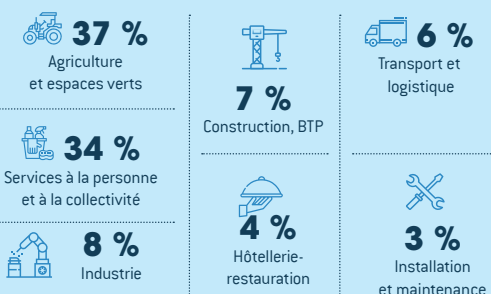 37 %
Agriculture
et espaces verts
34 %
Services à la personne
et à la collectivité
8 %
Industrie
7 %
Construction, BTP
4 %
Hôtellerie-
restauration
6 %
Transport et
logistique
3 %
Installation
et maintenance